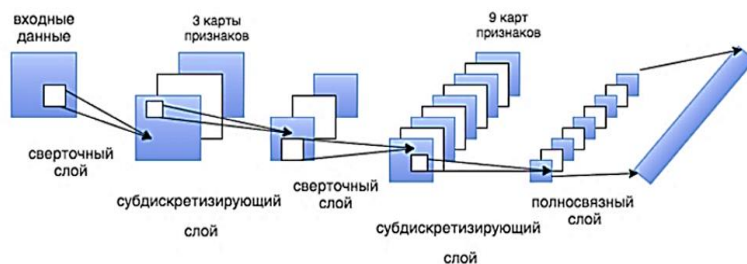 входные
данные
3 карты
признаков
9 карт
признаков
сверточный
слой
субдискретизирующий
слой
сверточный
слой
субдискретизирующий
слой
полносвязный
слой